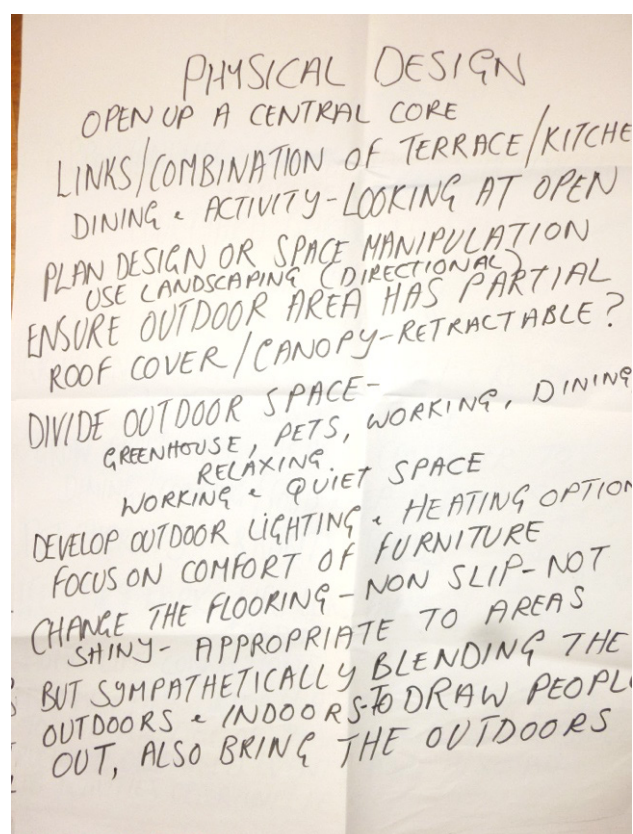 PHYSICAL DESIGN
OPEN UP A CENTRAL CORE
LINKS/COMBINATION OF TERRACE/KITCHE
DINING & ACTIVITY-LOOKING AT OPEN
PLAN DESIGN OR SPACE MANIPULATION
USE LANDSCAPING (DIRECTIONAL)
ENSURE OUTDOOR AREA HAS PARTIAL
ROOF COVER/CANOPY-RETRACTABLE?
DIVIDE OUTDOOR SPACE-
GREENHOUSE, PETS, WORKING, DINING
RELAXING
WORKING & QUIET SPACE
DEVELOP OUTDOOR LIGHTING & HEATING OPTION
FOCUS ON COMFORT OF FURNITURE
CHANGE THE FLOORING-NON SLIP-NOT
SHINY- APPROPRIATE TO AREAS
BUT SYMPATHETICALLY BLENDING THE
OUTDOORS & INDOORS-TO DRAW PEOPL
OUT, ALSO BRING THE OUTDOORS